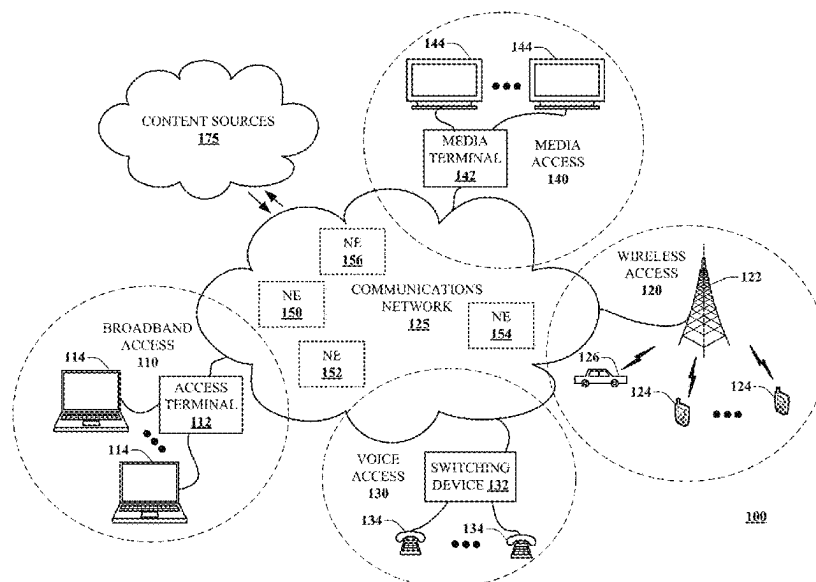 144
144
CONTENT SOURCES
175
MEDIA
TERMINAL
142
MEDIA
ACCESS
140
WIRELESS
ACCESS
120
122
NE
156
COMMUNICATIONS
NETWORK
125
NE
150
NE
154
NE
152
BROADBAND
ACCESS
110
114
ACCESS
TERMINAL
112
114
126
124
124
VOICE
ACCESS
130
SWITCHING
DEVICE 132
134
134
100